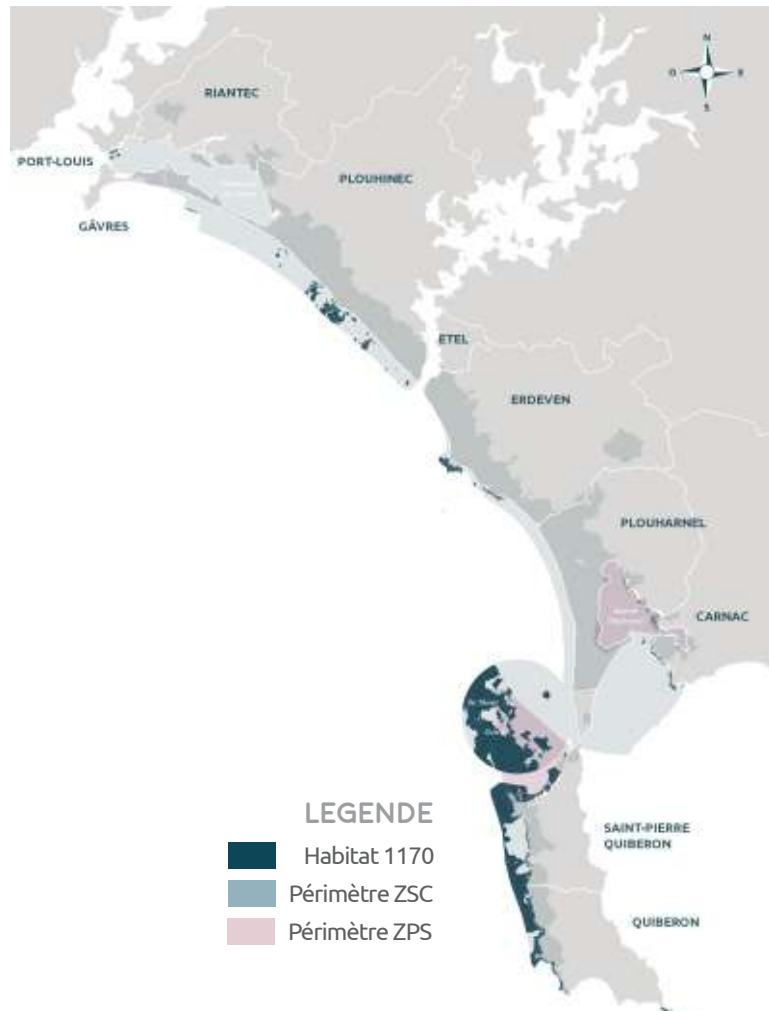 N
O E
S
RIANTEC
PORT-LOUIS
PLOUHINEC
GÂVRES
ETEL
ERDEVEN
PLOUHARNEL
CARNAC
LEGENDE
Habitat 1170
Périmètre ZSC
Périmètre ZPS
SAINT-PIERRE
QUIBERON
QUIBERON